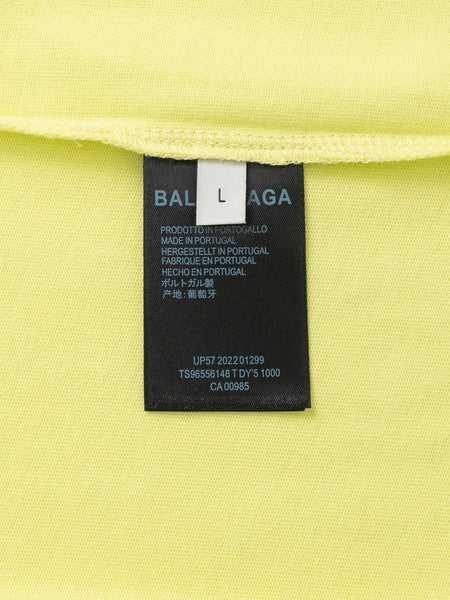 L
BAL AGA
PRODOTTO IN PORTOGALLO
MADE IN PORTUGAL
HERGESTELLT IN PORTUGAL
FABRIQUE EN PORTUGAL
HECHO EN PORTUGAL
ポルトガル製
产地:葡萄牙
UP57 2022 01299
TS96556148 T DY'5 1000
CA 00985